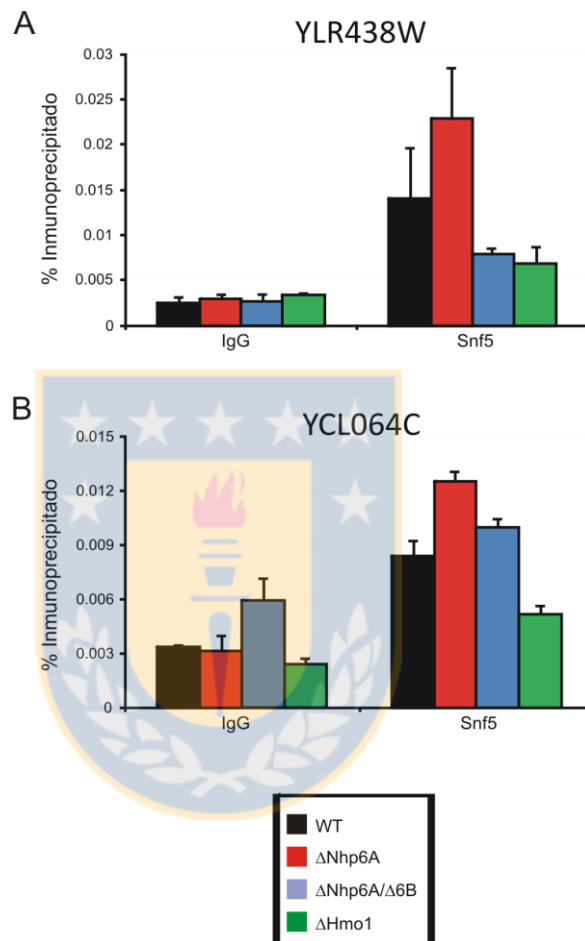 A
YLR438W
% Inmunoprecipitado
0.03
0.025
0.02
0.015
0.01
0.005
0
IgG
Snf5
B
YCL064C
% Inmunoprecipitado
0.015
0.012
0.009
0.006
0.003
0
IgG
Snf5
WT
ΔNhp6A
ΔNhp6A/Δ6B
ΔHmo1